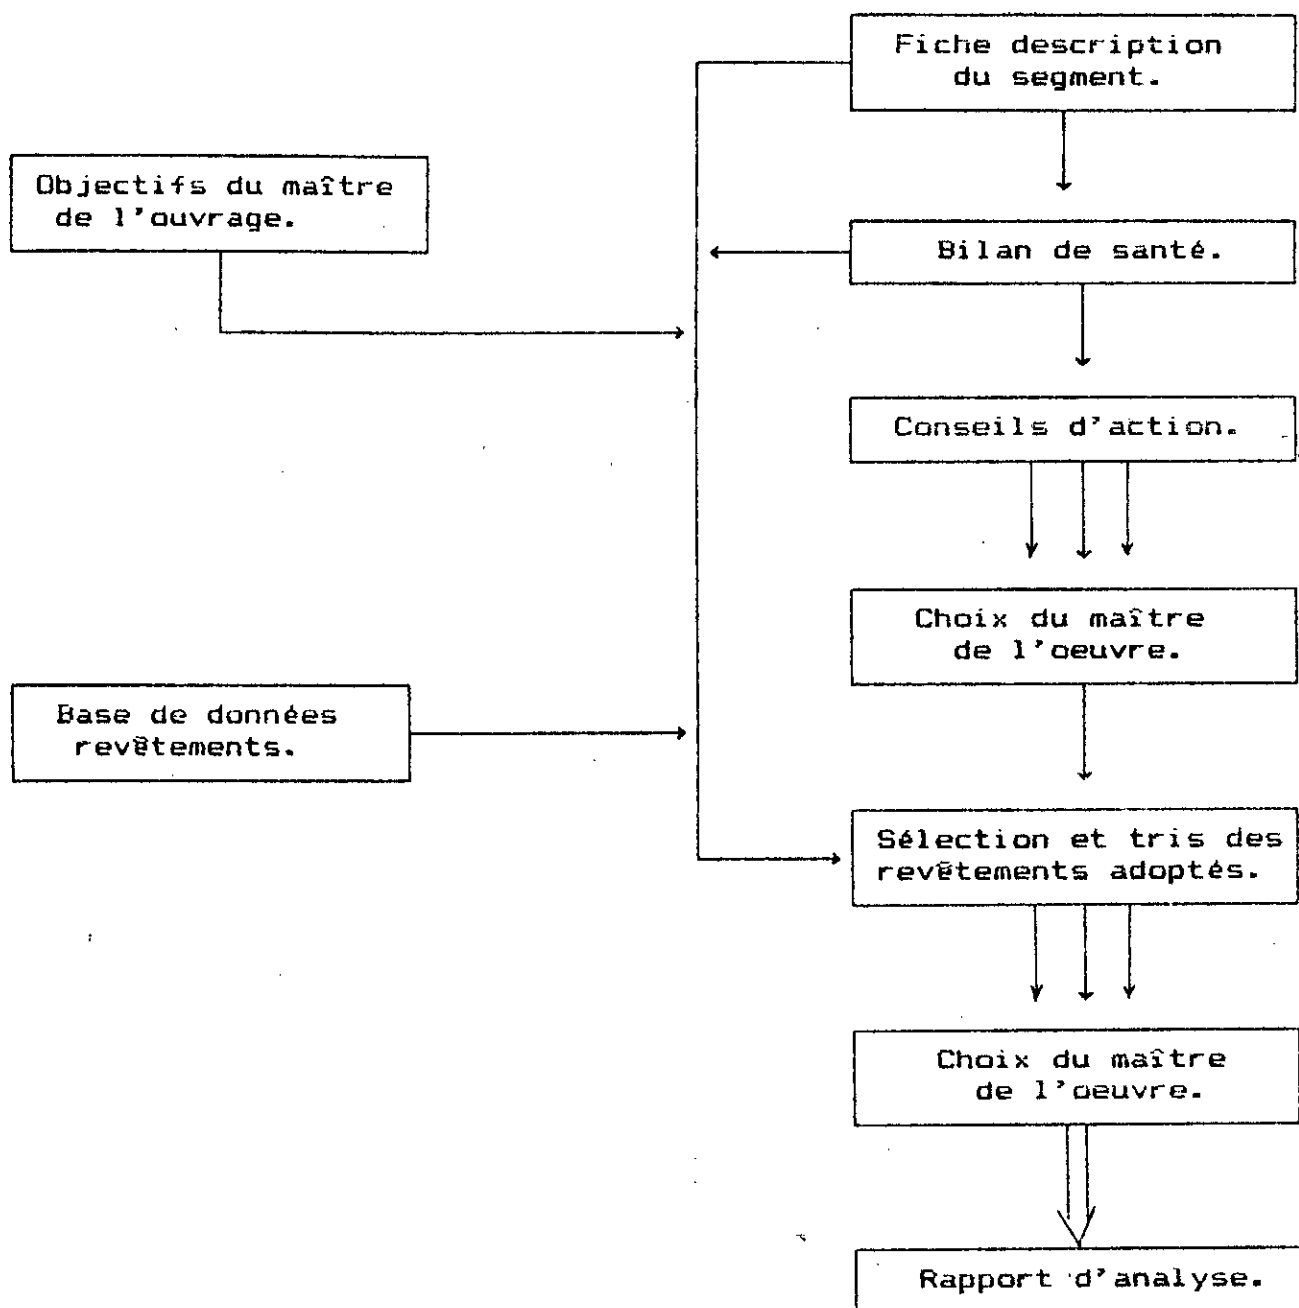 Fiche description
du segment.
Objectifs du maître
de l'ouvrage.
Bilan de santé.
Conseils d'action.
Choix du maître
de l'oeuvre.
Base de données
revêtements.
Sélection et tris des
revêtements adoptés.
Choix du maître
de l'oeuvre.
Rapport d'analyse.